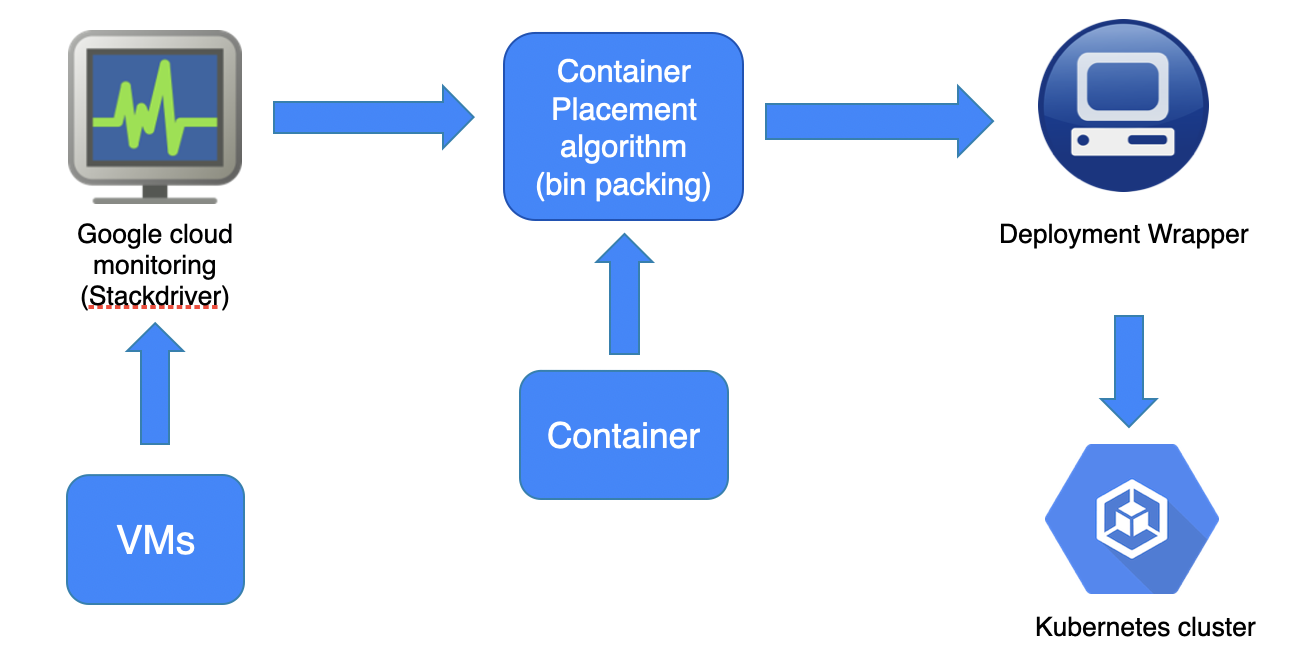 Google cloud
monitoring
(Stackdriver)
VMs
Container
Placement
algorithm
(bin packing)
Container
Deployment Wrapper
Kubernetes cluster